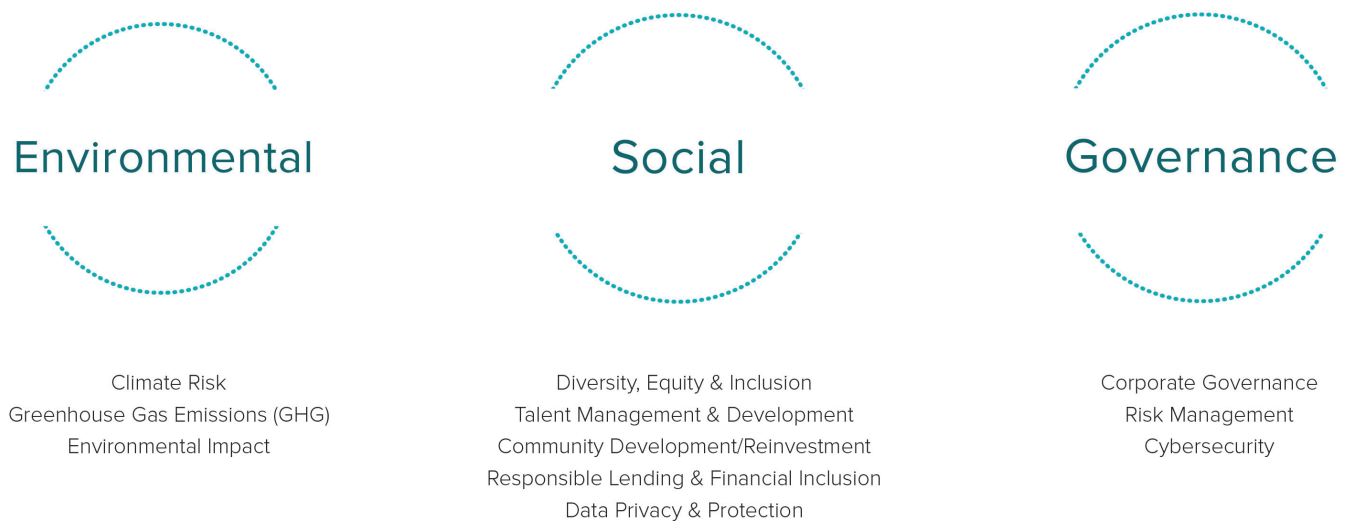 Environmental
Social
Governance
Climate Risk
Greenhouse Gas Emissions (GHG)
Environmental Impact
Diversity, Equity & Inclusion
Talent Management & Development
Community Development/Reinvestment
Responsible Lending & Financial Inclusion
Data Privacy & Protection
Corporate Governance
Risk Management
Cybersecurity